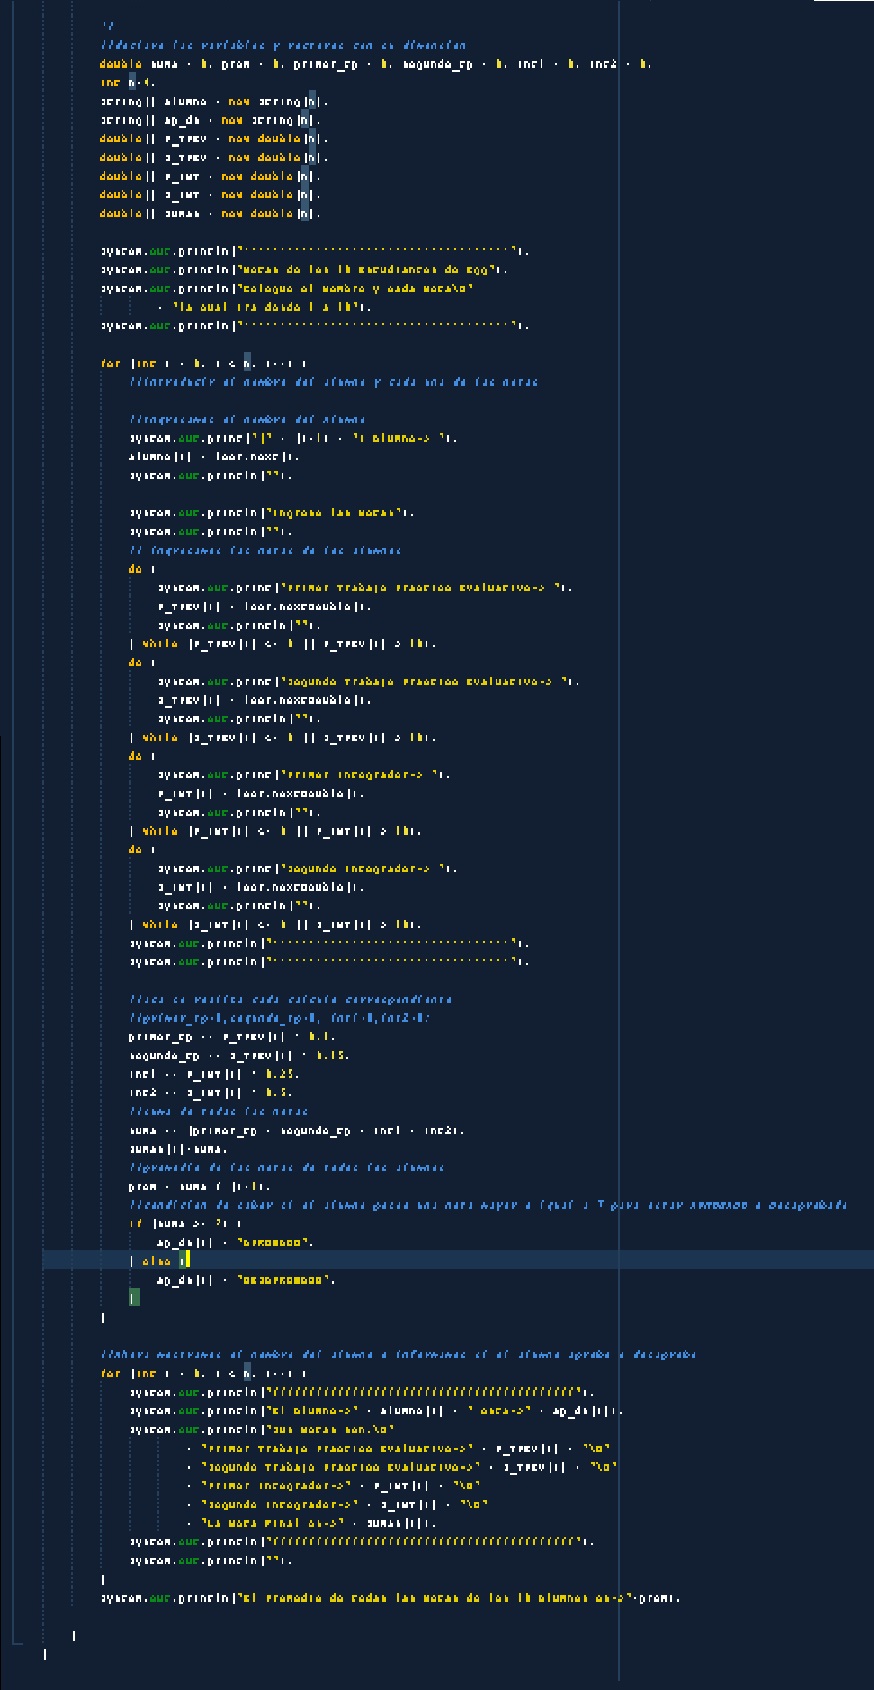 */
//declara las variables y vectores con su dimension
double suma = 0, prom = 0, primer_tp = 0, segundo_tp = 0, int1 = 0, int2 = 0;
int n=
String[] alumno = new String[n];
String[] ap_de = new String[n];
double[] P_TPEV = new double[n];
double[] S_TPEV = new double[n];
double[] P_INT = new double[n];
double[] S_INT = new double[n];
double[] SUMAS = new double[n];
System.out.println(
System.out.println("Notas de los 10 Estudiantes de Egg");
System.out.println("Coloque el Nombre y cada Nota\n"
+ "la cual ira desde 1 a 10");
System.out.println(
for (int i = 0; i < n; i++) {
//Introducir el nombre del alumno y cada una de las notas
//Ingresamos el nombre del alumno
System.out.print("[" + (i+1) + "] Alumno-> ");
alumno[i] = leer.next();
System.out.println("");
System.out.println("Ingrese las Notas");
System.out.println("");
// Ingresamos las notas de los alumnos
do {
System.out.print("Primer Trabajo Practico Evaluativo-> ");
P_TPEV[i] = leer.nextDouble();
System.out.println("");
} while (P_TPEV[i] <= 0 || P_TPEV[i] > 10);
do {
System.out.print("Segundo Trabajo Practico Evaluativo-> ");
S_TPEV[i] = leer.nextDouble();
System.out.println("");
} while (S_TPEV[i] <= 0 || S_TPEV[i] > 10);
do {
System.out.print("Primer Integrador-> ");
P_INT[i] = leer.nextDouble();
System.out.println("");
} while (P_INT[i] <= 0 || P_INT[i] > 10);
do {
System.out.print("Segundo Integrador-> ");
S_INT[i] = leer.nextDouble();
System.out.println("");
} while (S_INT[i] <= 0 || S_INT[i] > 10);
System.out.println(
System.out.println(
se realiza cada calculo correspondiente
//primer_tp=0,segundo_tp=0, int1=0,int2=0;
primer_tp = P_TPEV[i] * 0.1;
segundo_tp = S_TPEV[i] * 0.15;
int1 = P_INT[i] * 0.25;
int2 = S_INT[i] * 0.5;
//suma de todas las notas
suma = (primer_tp + segundo_tp + int1 + int2);
SUMAS[i]=suma;
//promedio de las notas de todos los alumnos
prom = suma / (i+1);
//condicion de saber si el alumno posee una nota mayor o igual a 7 para estar APROBADO o desaprobado
if (suma >= 7) {
ap_de[i] = "APROBADO";
} else {
ap_de[i] = "DESAPROBADO";
}
}
//Ahora mostramos el nombre del alumno e informamos si el alumno aprobo o desaprobo
for (int i = 0; i < n; i++) {
System.out.println(
System.out.println("El Alumno->" + alumno[i] + " esta->" + ap_de[i]);
System.out.println("Sus Notas son:\n"
+ "Primer Trabajo Practico Evaluativo->" + P_TPEV[i] + "\n"
+ "Segundo Trabajo Practico Evaluativo->" + S_TPEV[i] + "\n"
+ "Primer Integrador->" + P_INT[i] + "\n"
+ "Segundo Integrador->" + S_INT[i] + "\n"
+ "La Nota Final es->" + SUMAS[i]);
System.out.println(
System.out.println("");
}
System.out.println("El Promedio de todas las Notas de los 10 Alumnos es->"+prom);
}
}